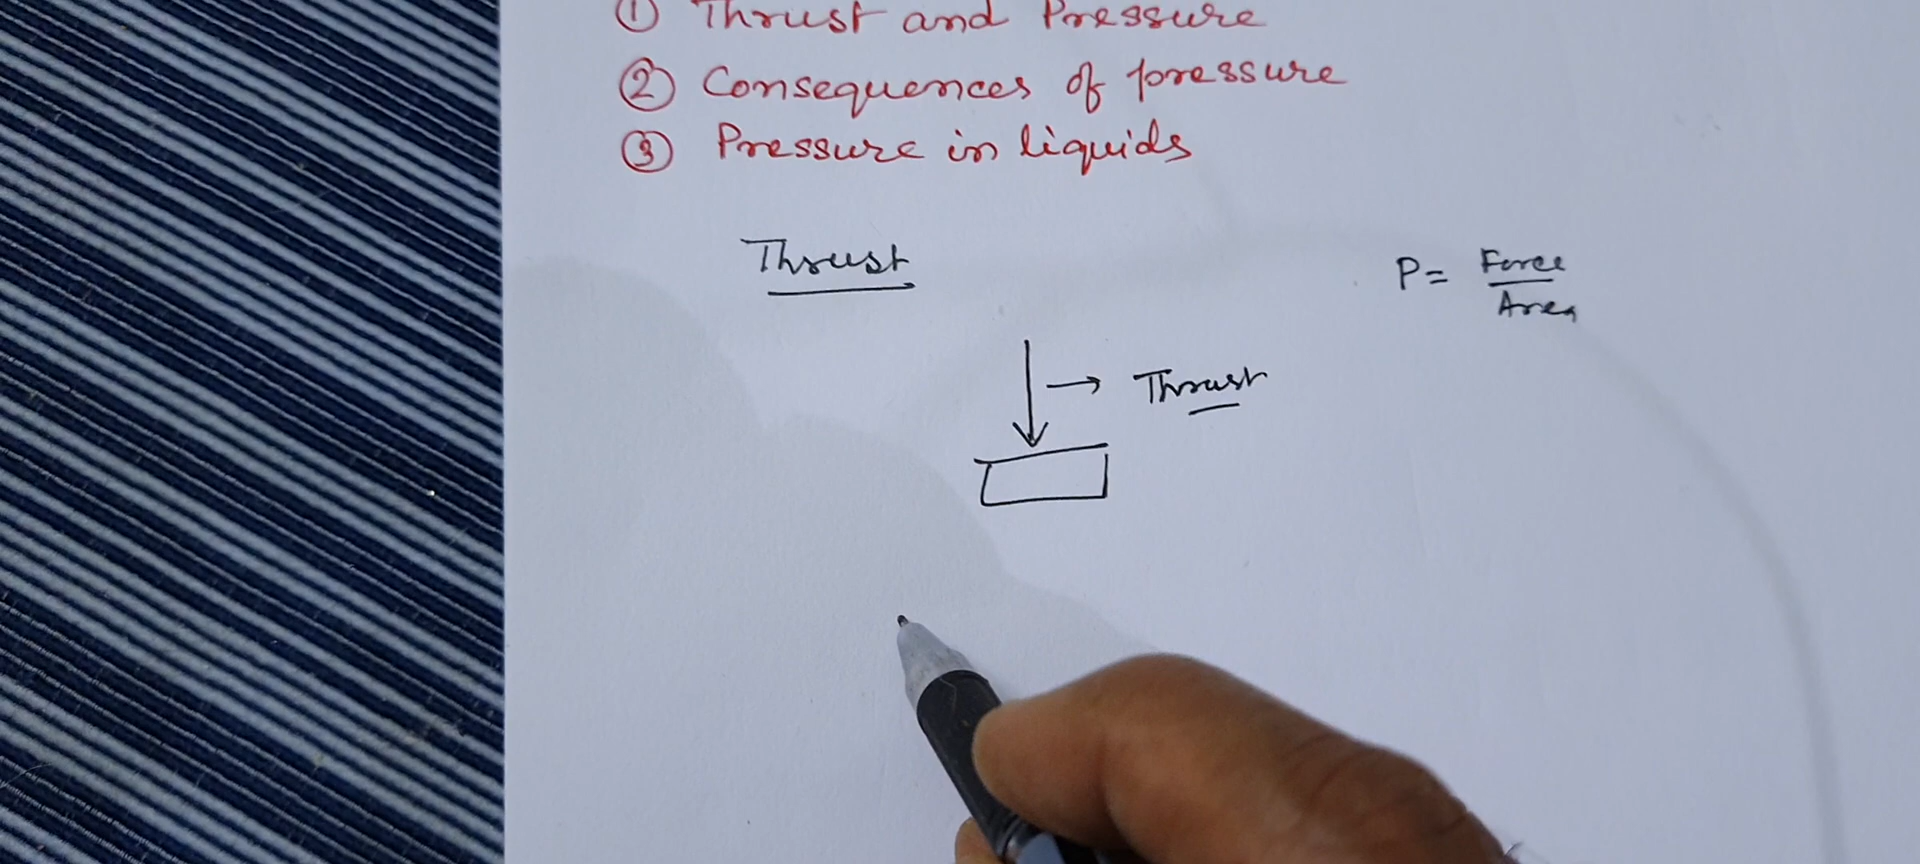 ① Thrust and Pressure
② Consequences of pressure
③ Pressure in liquids
Thrust
P = Force / Area
→ Thrust